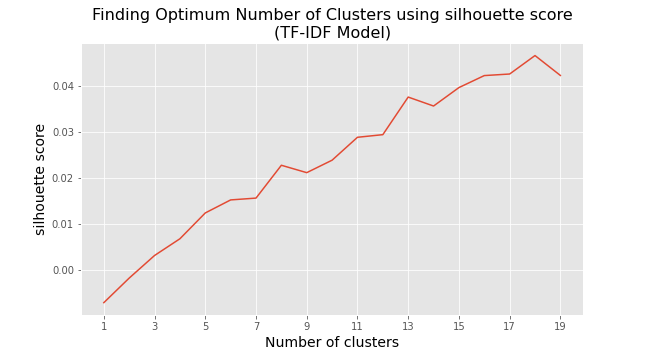 Finding Optimum Number of Clusters using silhouette score
(TF-IDF Model)
silhouette score
0.04
0.03
0.02
0.01
0.00
1 3 5 7 9 11 13 15 17 19
Number of clusters